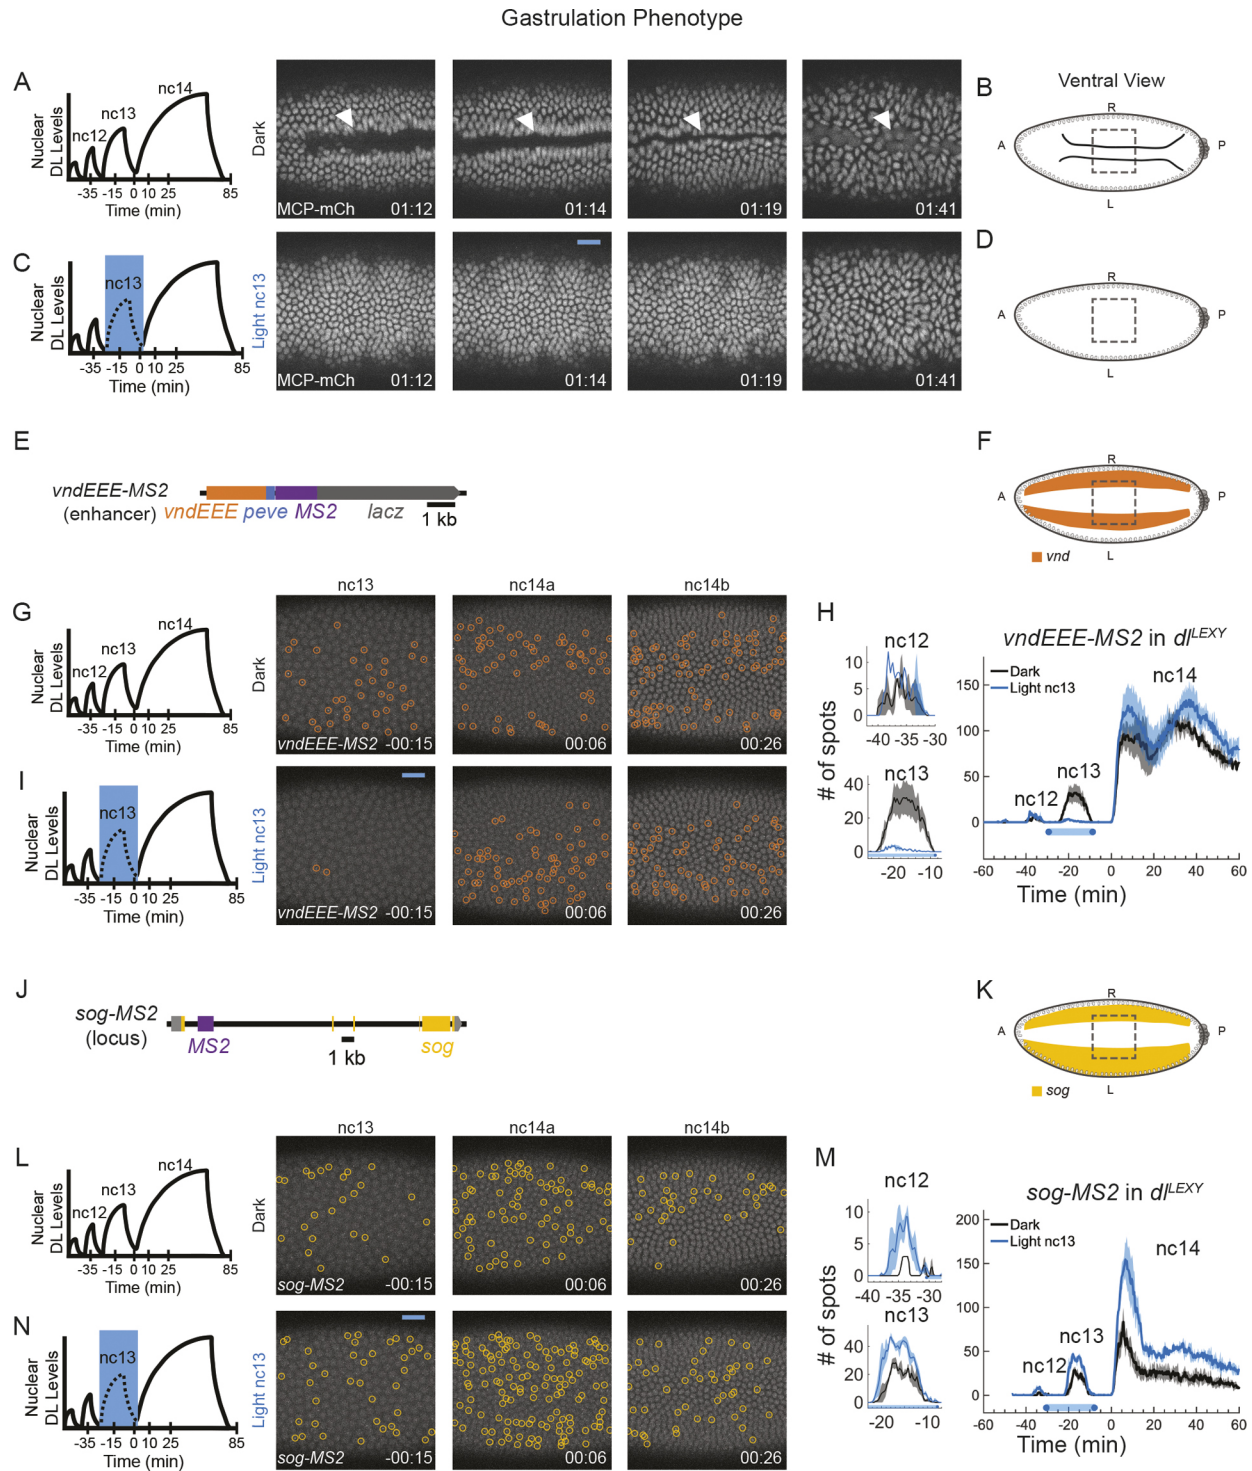 Gastrulation Phenotype
A
Nuclear
DL Levels
nc12
nc13
nc14
-35 -15 0 10 25 85
Time (min)
Dark
MCP-mCh 01:12
01:14
01:19
01:41
B
Ventral View
R
A
P
L
C
Nuclear
DL Levels
nc13
-35 -15 0 10 25 85
Time (min)
Light nc13
MCP-mCh 01:12
01:14
01:19
01:41
D
R
A
P
L
E
vndEEE-MS2
(enhancer)
vndEEE peve MS2 lacz
1 kb
F
R
A
P
L
vnd
nc13
nc14a
nc14b
G
Nuclear
DL Levels
nc12
nc13
nc14
-35 -15 0 10 25 85
Time (min)
Dark
vndEEE-MS2 -00:15
00:06
00:26
H
# of spots
nc12
10
5
0
-40 -35 -30
nc13
40
20
0
-20 -10
vndEEE-MS2 in dlLEXY
Dark
Light nc13
150
100
50
0
nc12
nc13
nc14
-60 -40 -20 0 20 40 60
Time (min)
I
Nuclear
DL Levels
nc13
-35 -15 0 10 25 85
Time (min)
Light nc13
vndEEE-MS2 -00:15
00:06
00:26
J
sog-MS2
(locus)
MS2
1 kb
sog
K
R
A
P
L
sog
nc13
nc14a
nc14b
L
Nuclear
DL Levels
nc12
nc13
nc14
-35 -15 0 10 25 85
Time (min)
Dark
sog-MS2 -00:15
00:06
00:26
M
# of spots
nc12
10
5
0
-40 -35 -30
nc13
40
20
0
-20 -10
sog-MS2 in dlLEXY
Dark
Light nc13
200
150
100
50
0
nc12
nc13
nc14
-60 -40 -20 0 20 40 60
Time (min)
N
Nuclear
DL Levels
nc13
-35 -15 0 10 25 85
Time (min)
Light nc13
sog-MS2 -00:15
00:06
00:26